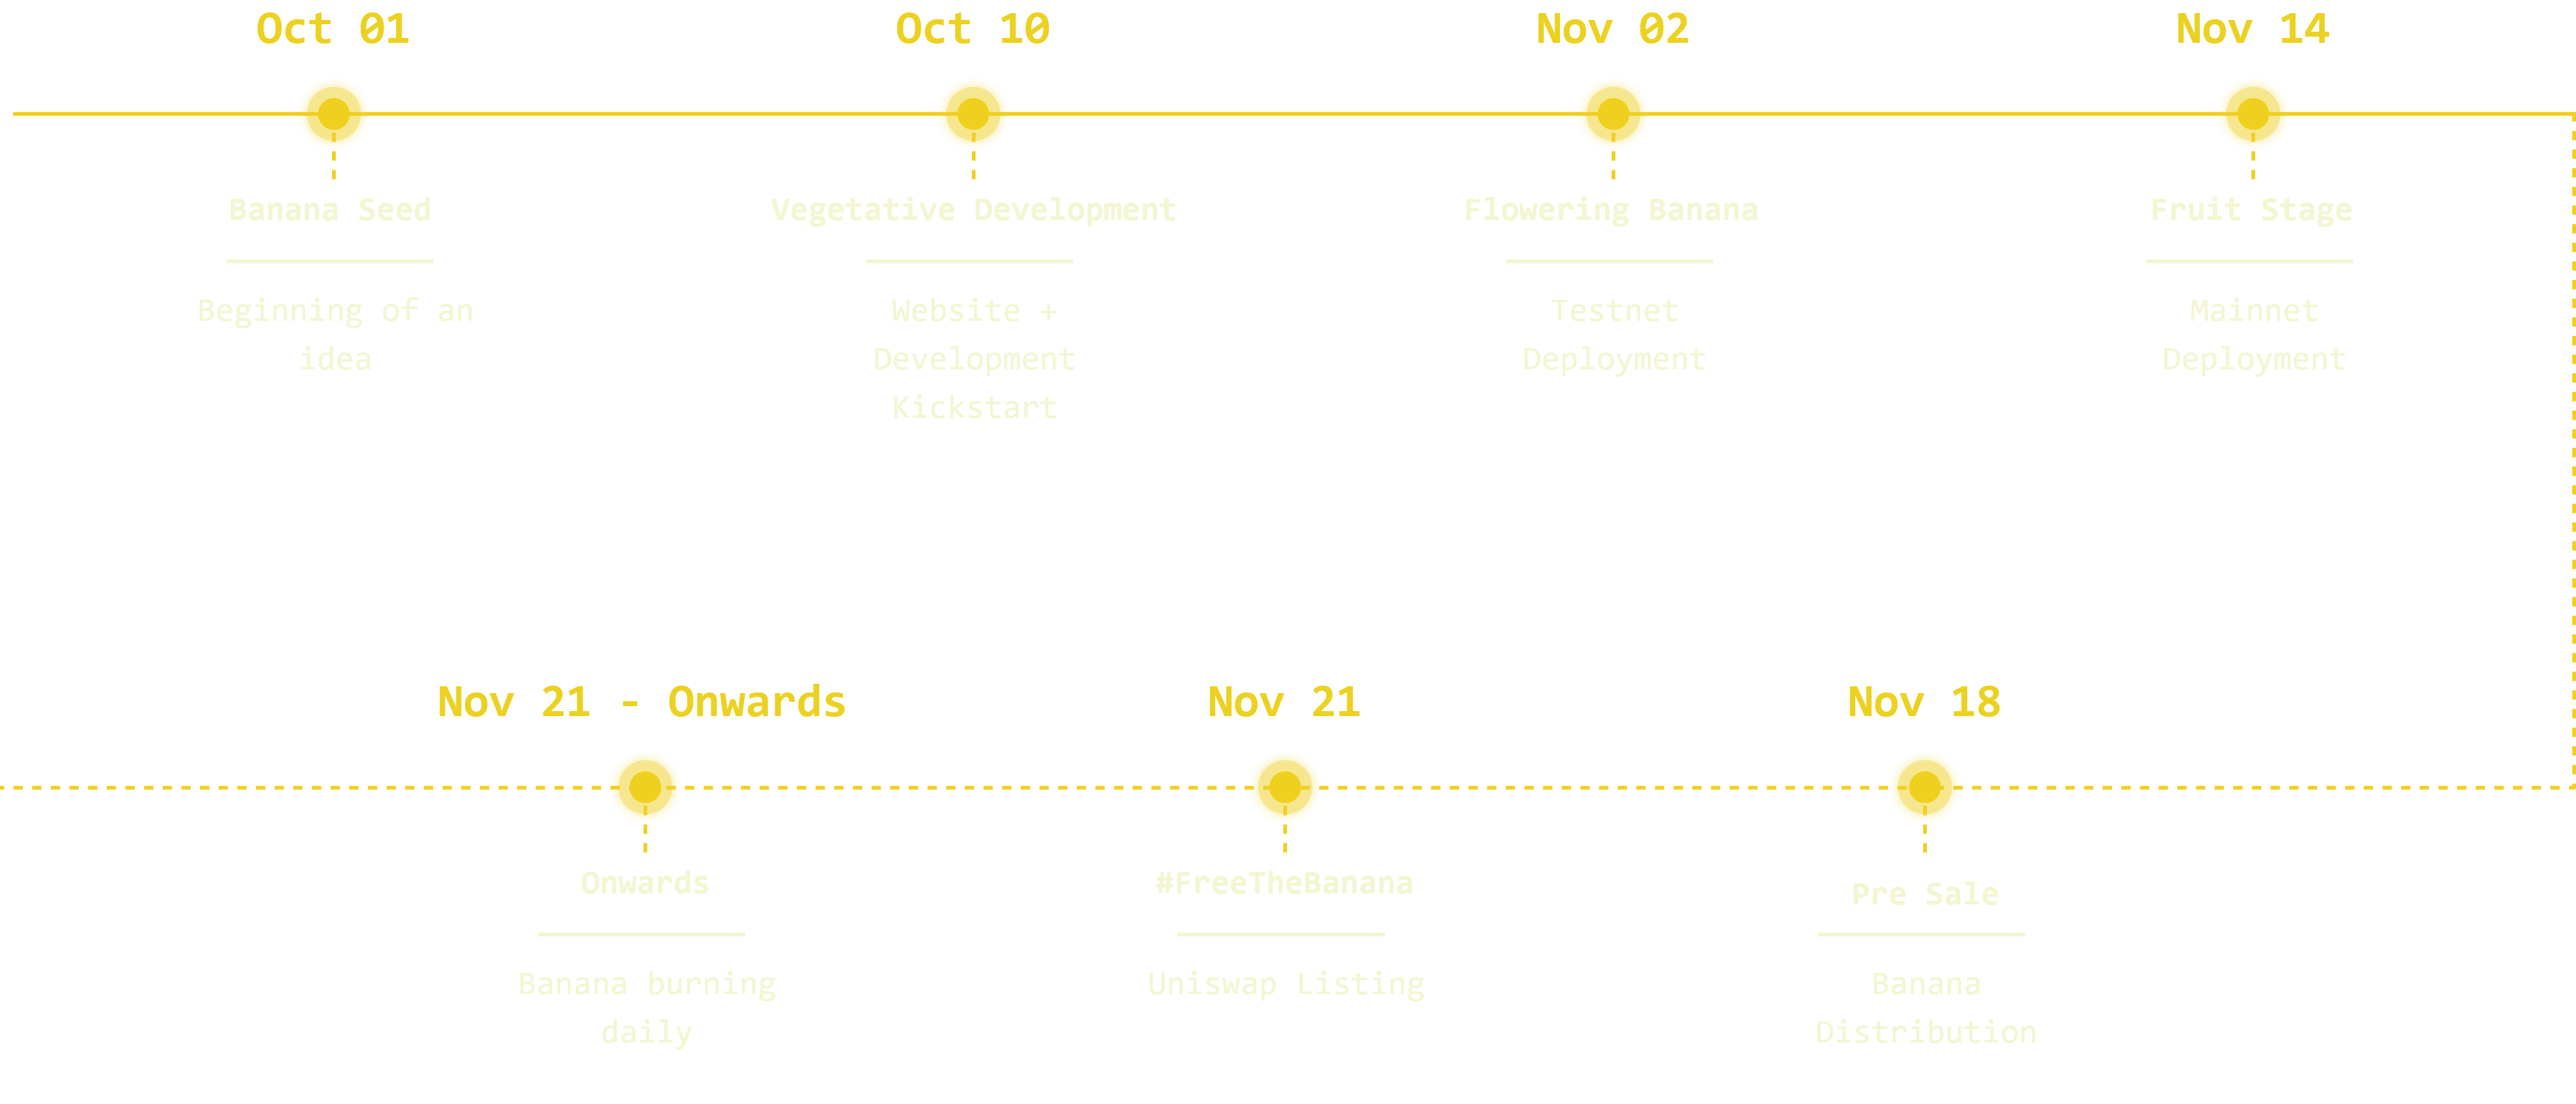 Oct 01
Oct 10
Nov 02
Nov 14
Banana Seed
Vegetative Development
Flowering Banana
Fruit Stage
Beginning of an
idea
Website +
Development
Kickstart
Testnet
Deployment
Mainnet
Deployment
Nov 21 - Onwards
Nov 21
Nov 18
Onwards
#FreeTheBanana
Pre Sale
Banana burning
daily
Uniswap Listing
Banana
Distribution